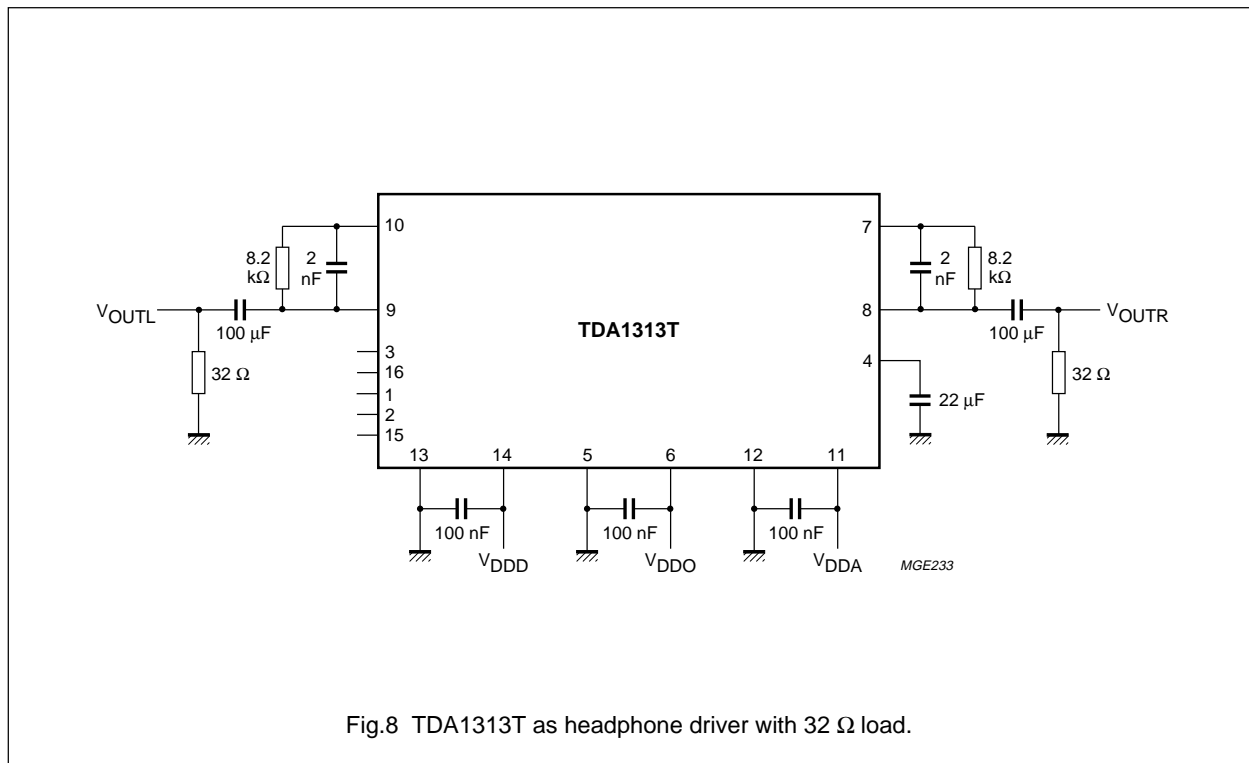 10
7
8.2
kΩ
2
nF
2
nF
8.2
kΩ
VOUTL
100 μF
9
TDA1313T
8
100 μF
VOUTR
32 Ω
3
16
1
2
15
4
22 μF
32 Ω
13
14
5
6
12
11
100 nF
100 nF
100 nF
VDDD
VDDO
VDDA
MGE233
Fig.8 TDA1313T as headphone driver with 32 Ω load.